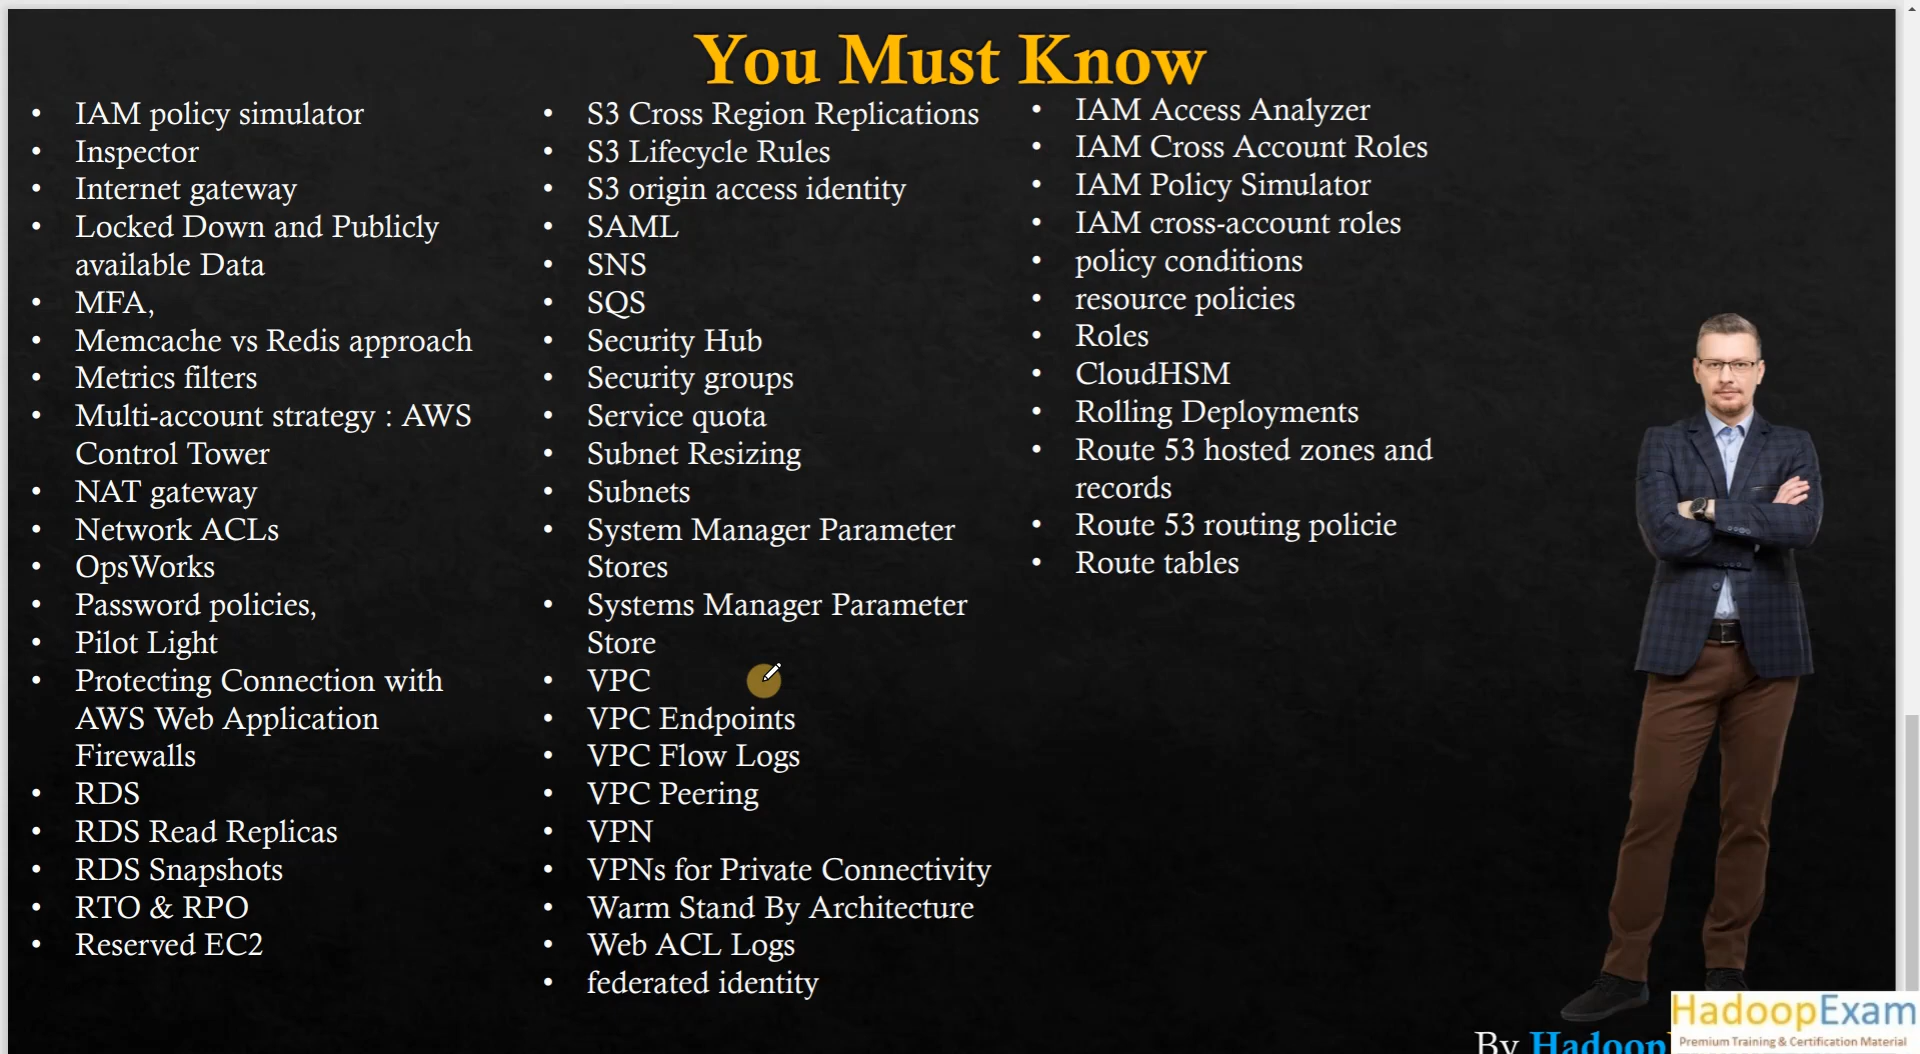 You Must Know
• IAM policy simulator
• Inspector
• Internet gateway
• Locked Down and Publicly
available Data
• MFA,
• Memcache vs Redis approach
• Metrics filters
• Multi-account strategy : AWS
Control Tower
• NAT gateway
• Network ACLs
• OpsWorks
• Password policies,
• Pilot Light
• Protecting Connection with
AWS Web Application
Firewalls
• RDS
• RDS Read Replicas
• RDS Snapshots
• RTO & RPO
• Reserved EC2
• S3 Cross Region Replications
• S3 Lifecycle Rules
• S3 origin access identity
• SAML
• SNS
• SQS
• Security Hub
• Security groups
• Service quota
• Subnet Resizing
• Subnets
• System Manager Parameter
Stores
• Systems Manager Parameter
Store
• VPC
• VPC Endpoints
• VPC Flow Logs
• VPC Peering
• VPN
• VPNs for Private Connectivity
• Warm Stand By Architecture
• Web ACL Logs
• federated identity
• IAM Access Analyzer
• IAM Cross Account Roles
• IAM Policy Simulator
• IAM cross-account roles
• policy conditions
• resource policies
• Roles
• CloudHSM
• Rolling Deployments
• Route 53 hosted zones and
records
• Route 53 routing policie
• Route tables
By Hadoop
HadoopExam
Premium Training & Certification Material